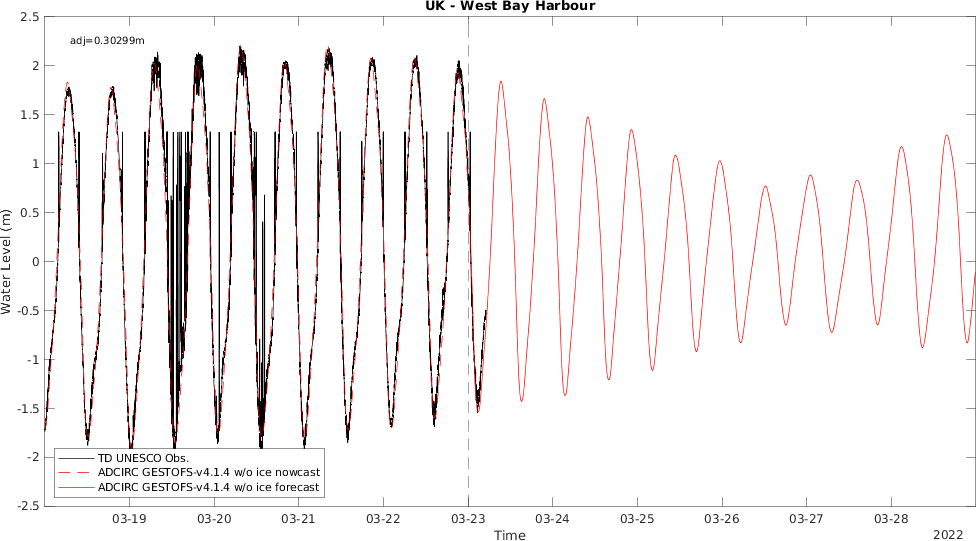 UK - West Bay Harbour
adj=0.30299m
2.5
2
1.5
1
0.5
0
-0.5
-1
-1.5
-2
-2.5
Water Level (m)
TD UNESCO Obs.
ADCIRC GESTOFS-v4.1.4 w/o ice nowcast
ADCIRC GESTOFS-v4.1.4 w/o ice forecast
03-19 03-20 03-21 03-22 03-23 03-24 03-25 03-26 03-27 03-28
Time
2022